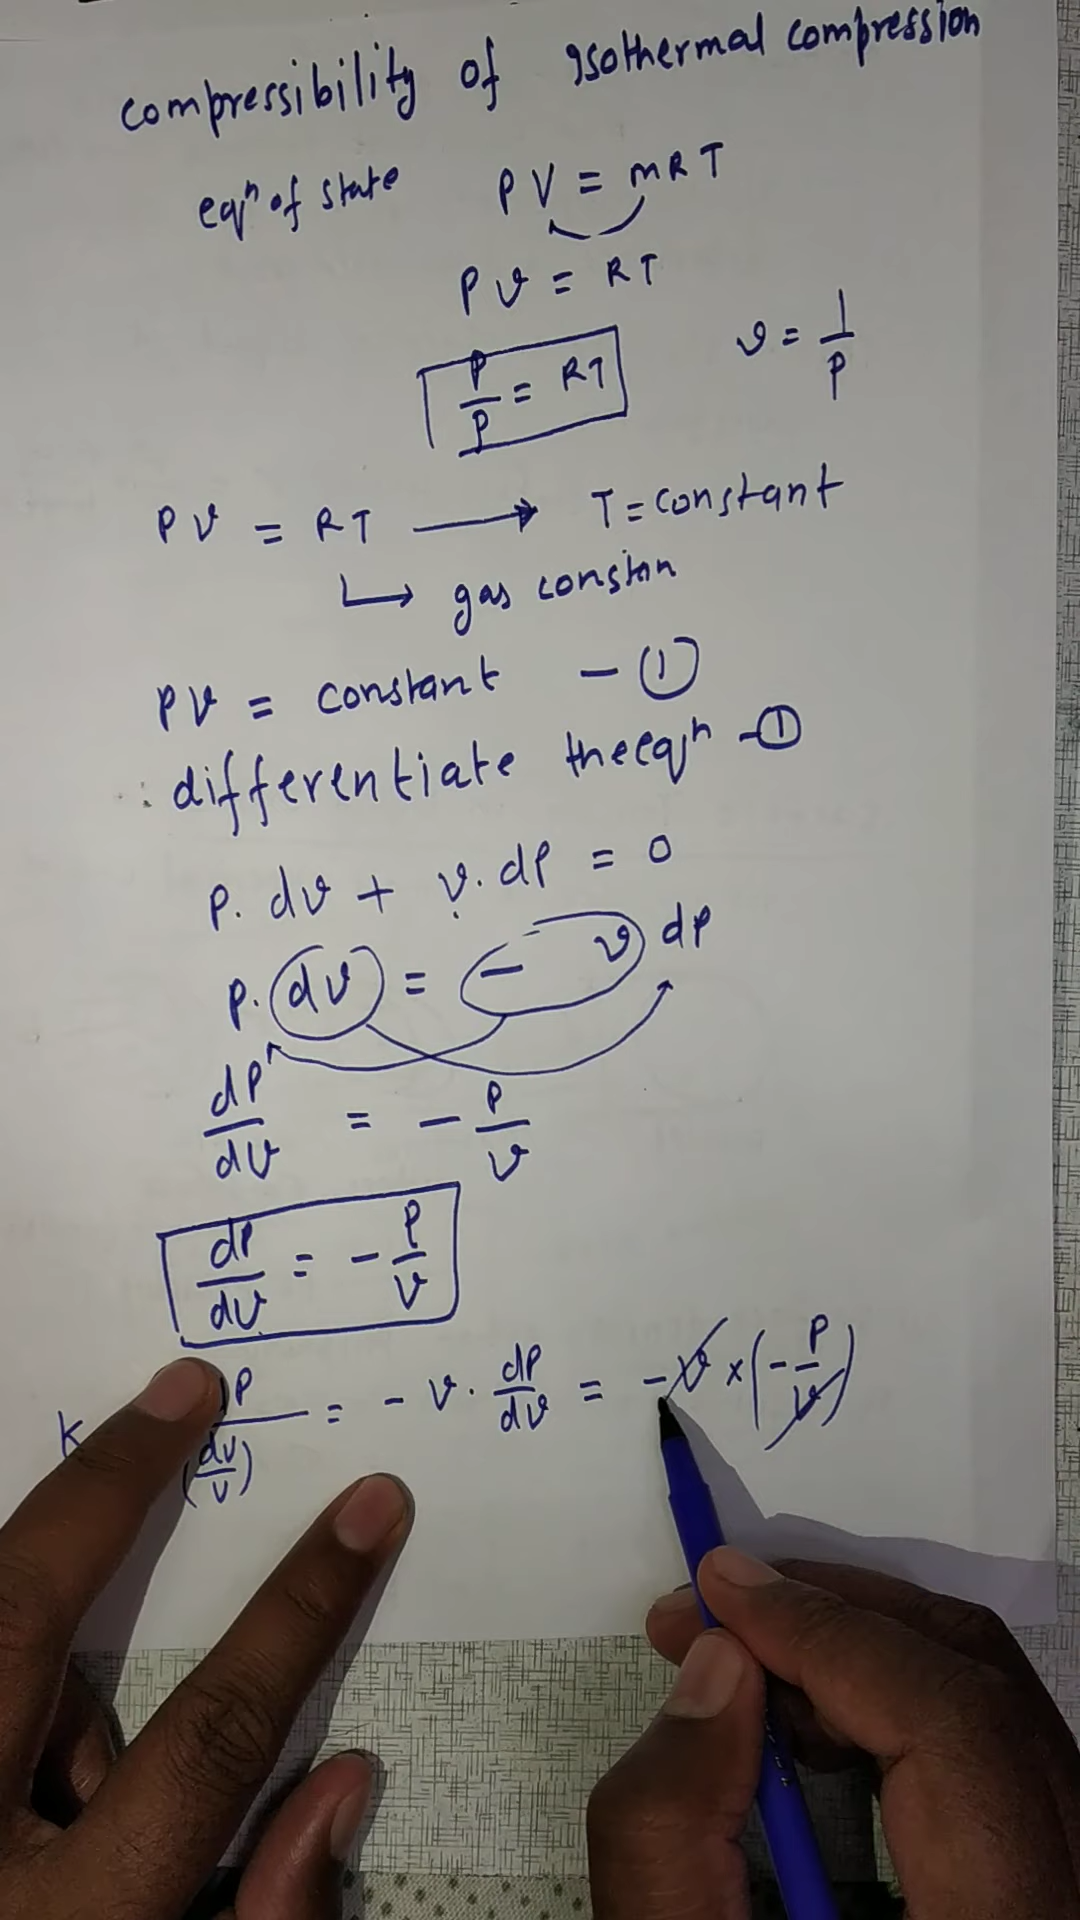 compressibility of isothermal compression
eqⁿ of state PV = mRT
Pv = RT
P/ρ = RT v = 1/ρ
Pv = RT → T = constant
↳ gas constan
Pv = constant - ①
differentiate the eqⁿ - ①
P. dv + v. dP = 0
P. dv = - v dP
dP/dv = - P/v
dP/dv = - P/v
K dP/(dv/v) = - v. dP/dv = - v × (- P/v)